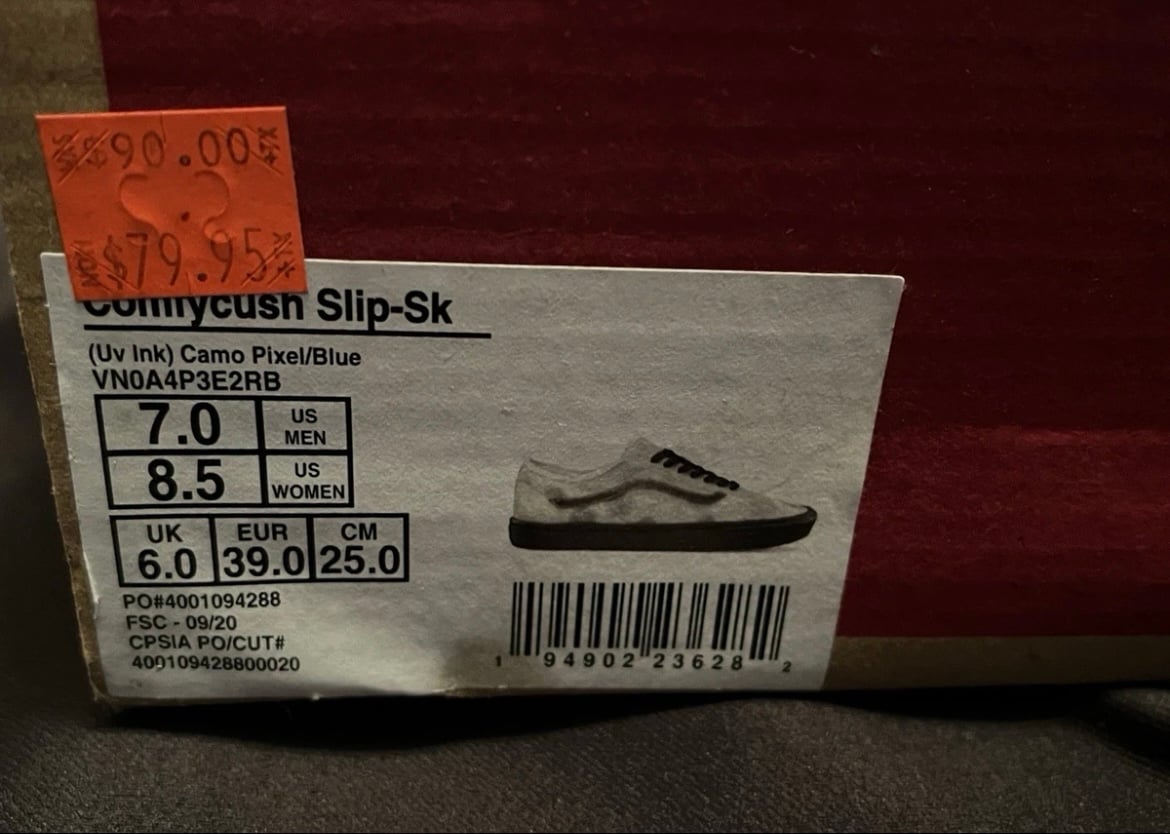 $90.00
$79.95
Comfycush Slip-Sk
(Uv Ink) Camo Pixel/Blue
VN0A4P3E2RB
7.0 US MEN
8.5 US WOMEN
UK EUR CM
6.0 39.0 25.0
PO#4001094288
FSC - 09/20
CPSIA PO/CUT#
400109428800020
1 94902 23628 2